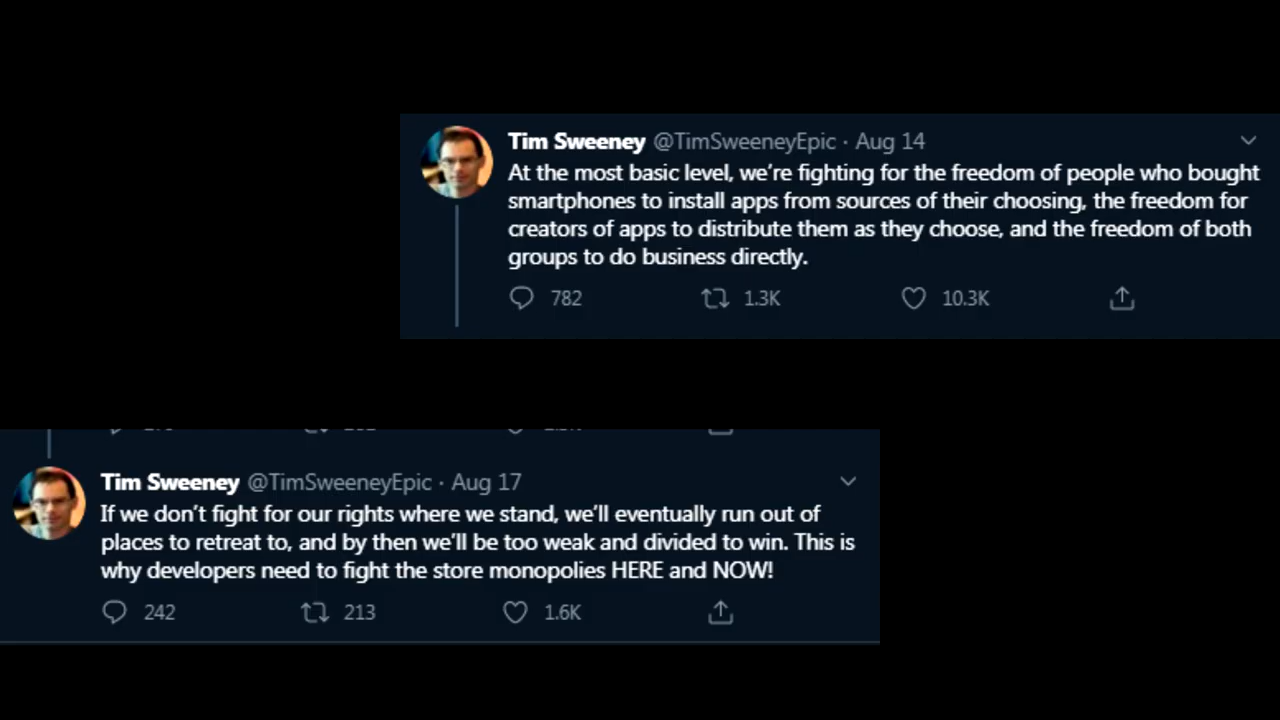 Tim Sweeney @TimSweeneyEpic · Aug 14
At the most basic level, we're fighting for the freedom of people who bought
smartphones to install apps from sources of their choosing, the freedom for
creators of apps to distribute them as they choose, and the freedom of both
groups to do business directly.
782 1.3K 10.3K
Tim Sweeney @TimSweeneyEpic · Aug 17
If we don't fight for our rights where we stand, we'll eventually run out of
places to retreat to, and by then we'll be too weak and divided to win. This is
why developers need to fight the store monopolies HERE and NOW!
242 213 1.6K